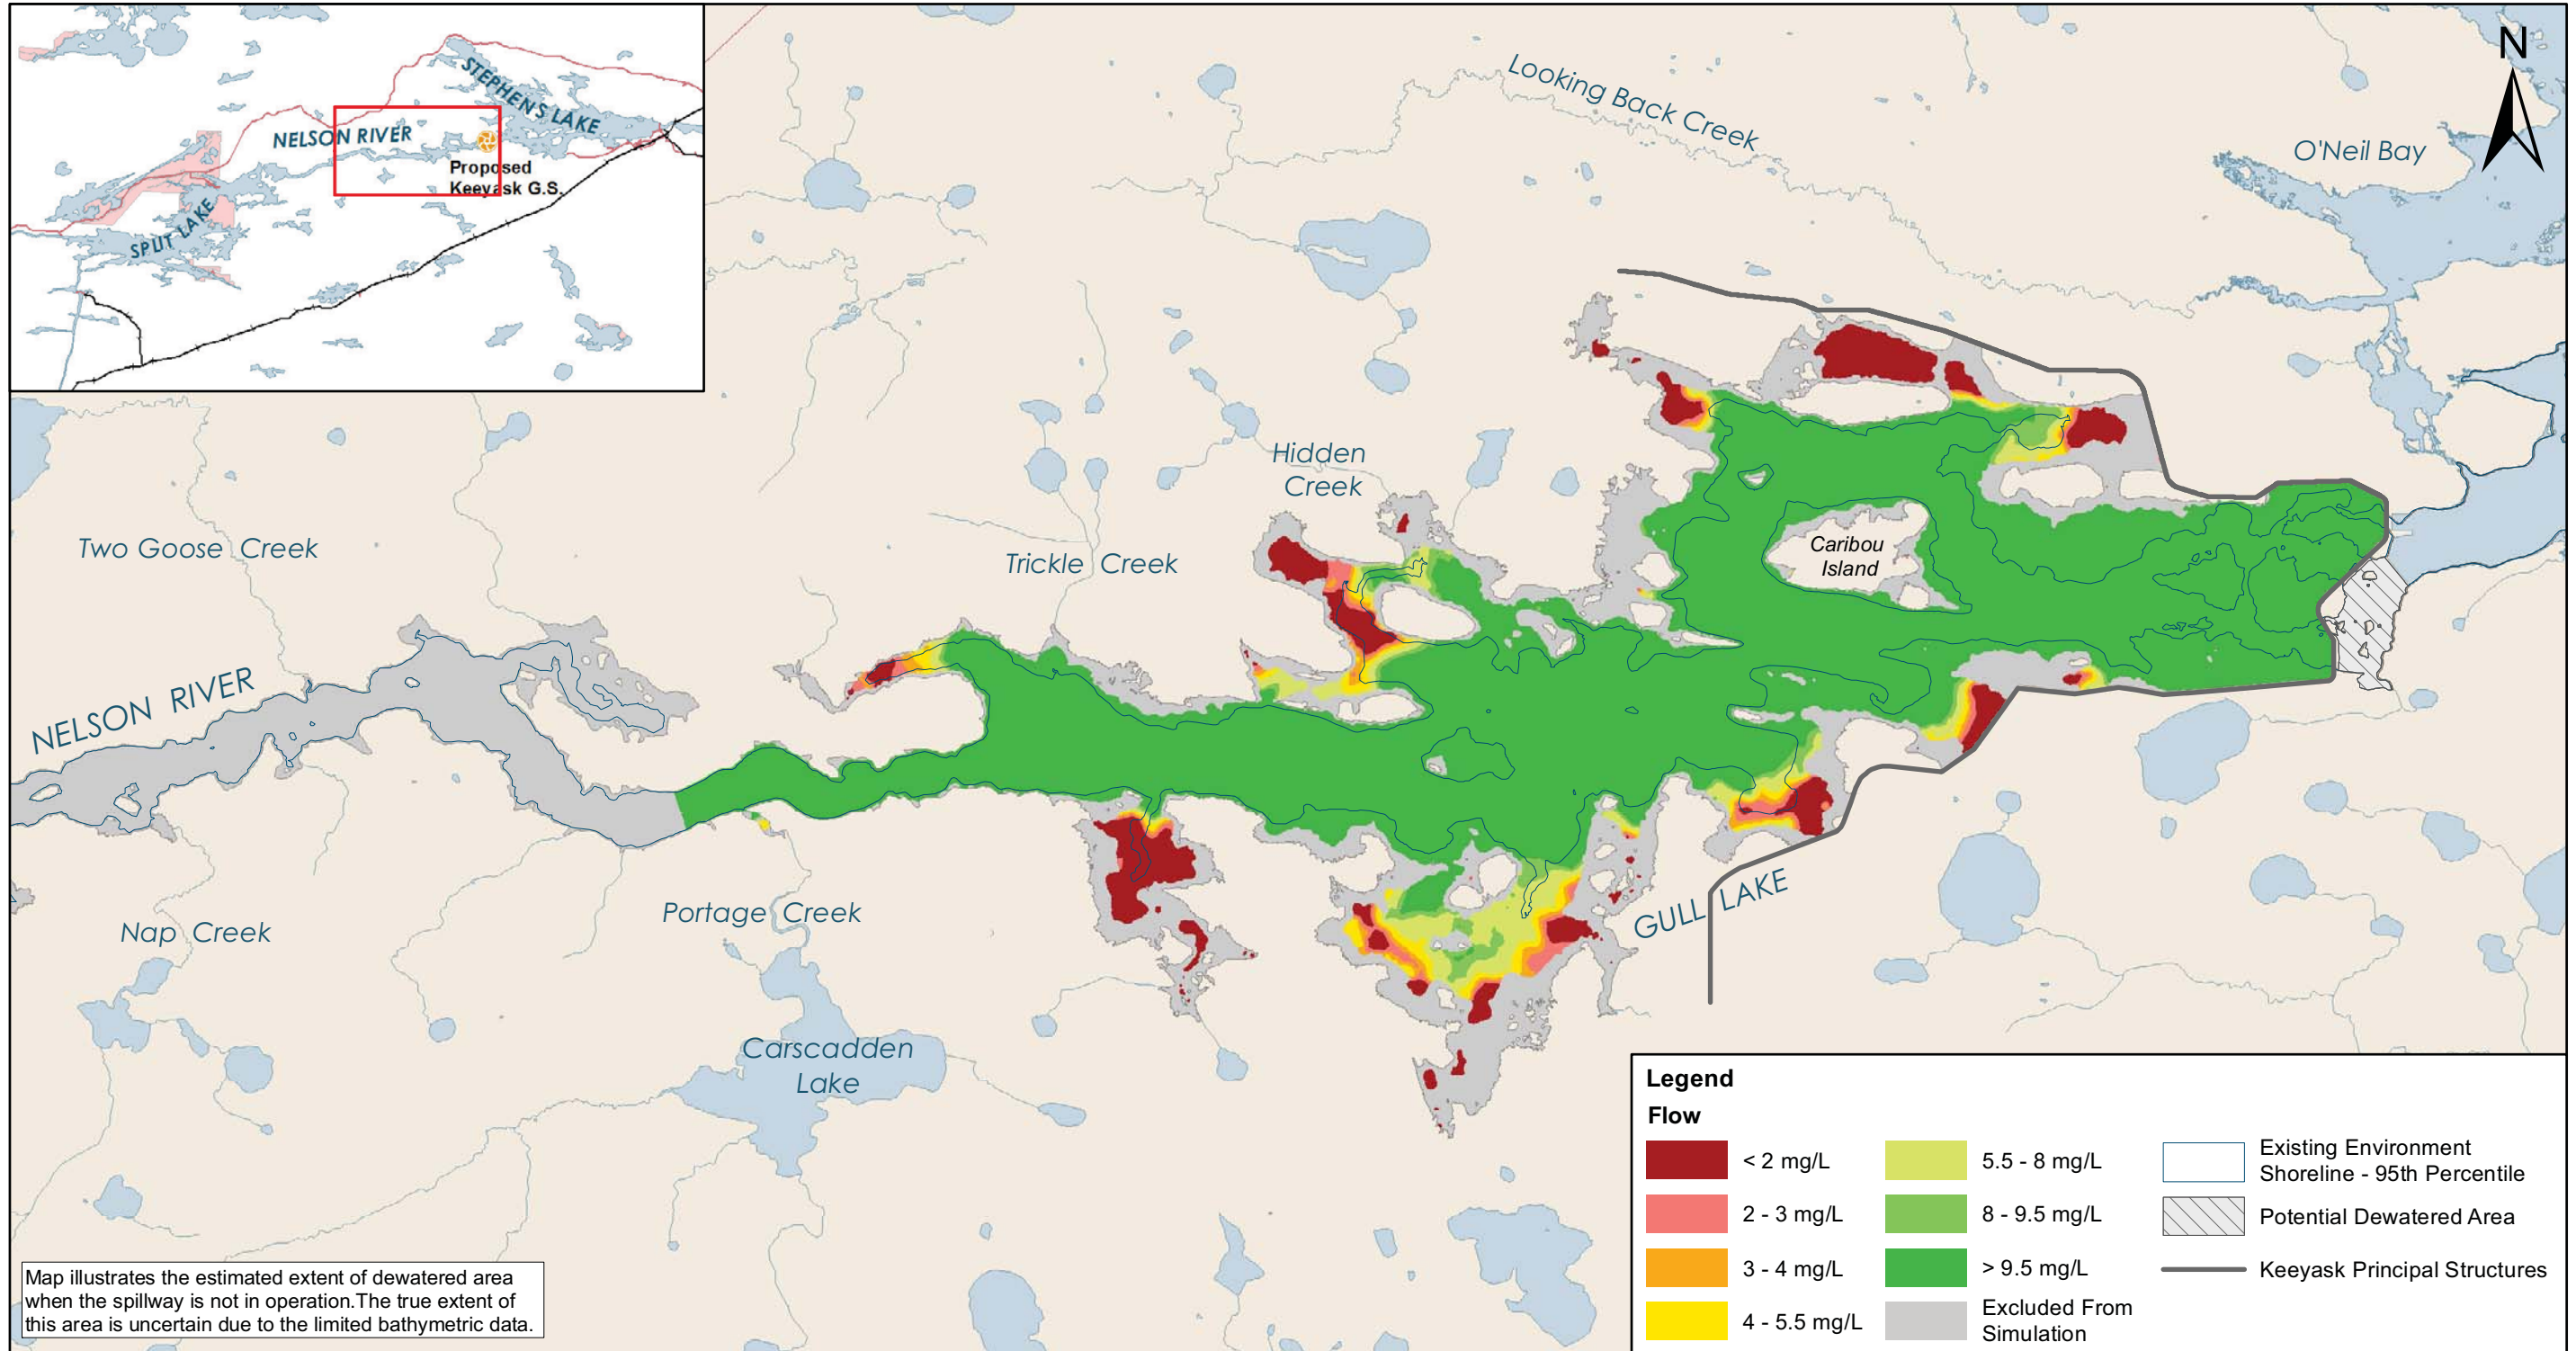 STEPHENS LAKE
NELSON RIVER
Proposed
Keeyask G.S.
SPLIT LAKE
N
Looking Back Creek
O'Neil Bay
Hidden
Creek
Two Goose Creek
Trickle Creek
Caribou
Island
NELSON RIVER
Nap Creek
Portage Creek
GULL LAKE
Carscadden
Lake
Map illustrates the estimated extent of dewatered area
when the spillway is not in operation.The true extent of
this area is uncertain due to the limited bathymetric data.
Legend
Flow
< 2 mg/L
2 - 3 mg/L
3 - 4 mg/L
4 - 5.5 mg/L
5.5 - 8 mg/L
8 - 9.5 mg/L
> 9.5 mg/L
Excluded From
Simulation
Existing Environment
Shoreline - 95th Percentile
Potential Dewatered Area
Keeyask Principal Structures